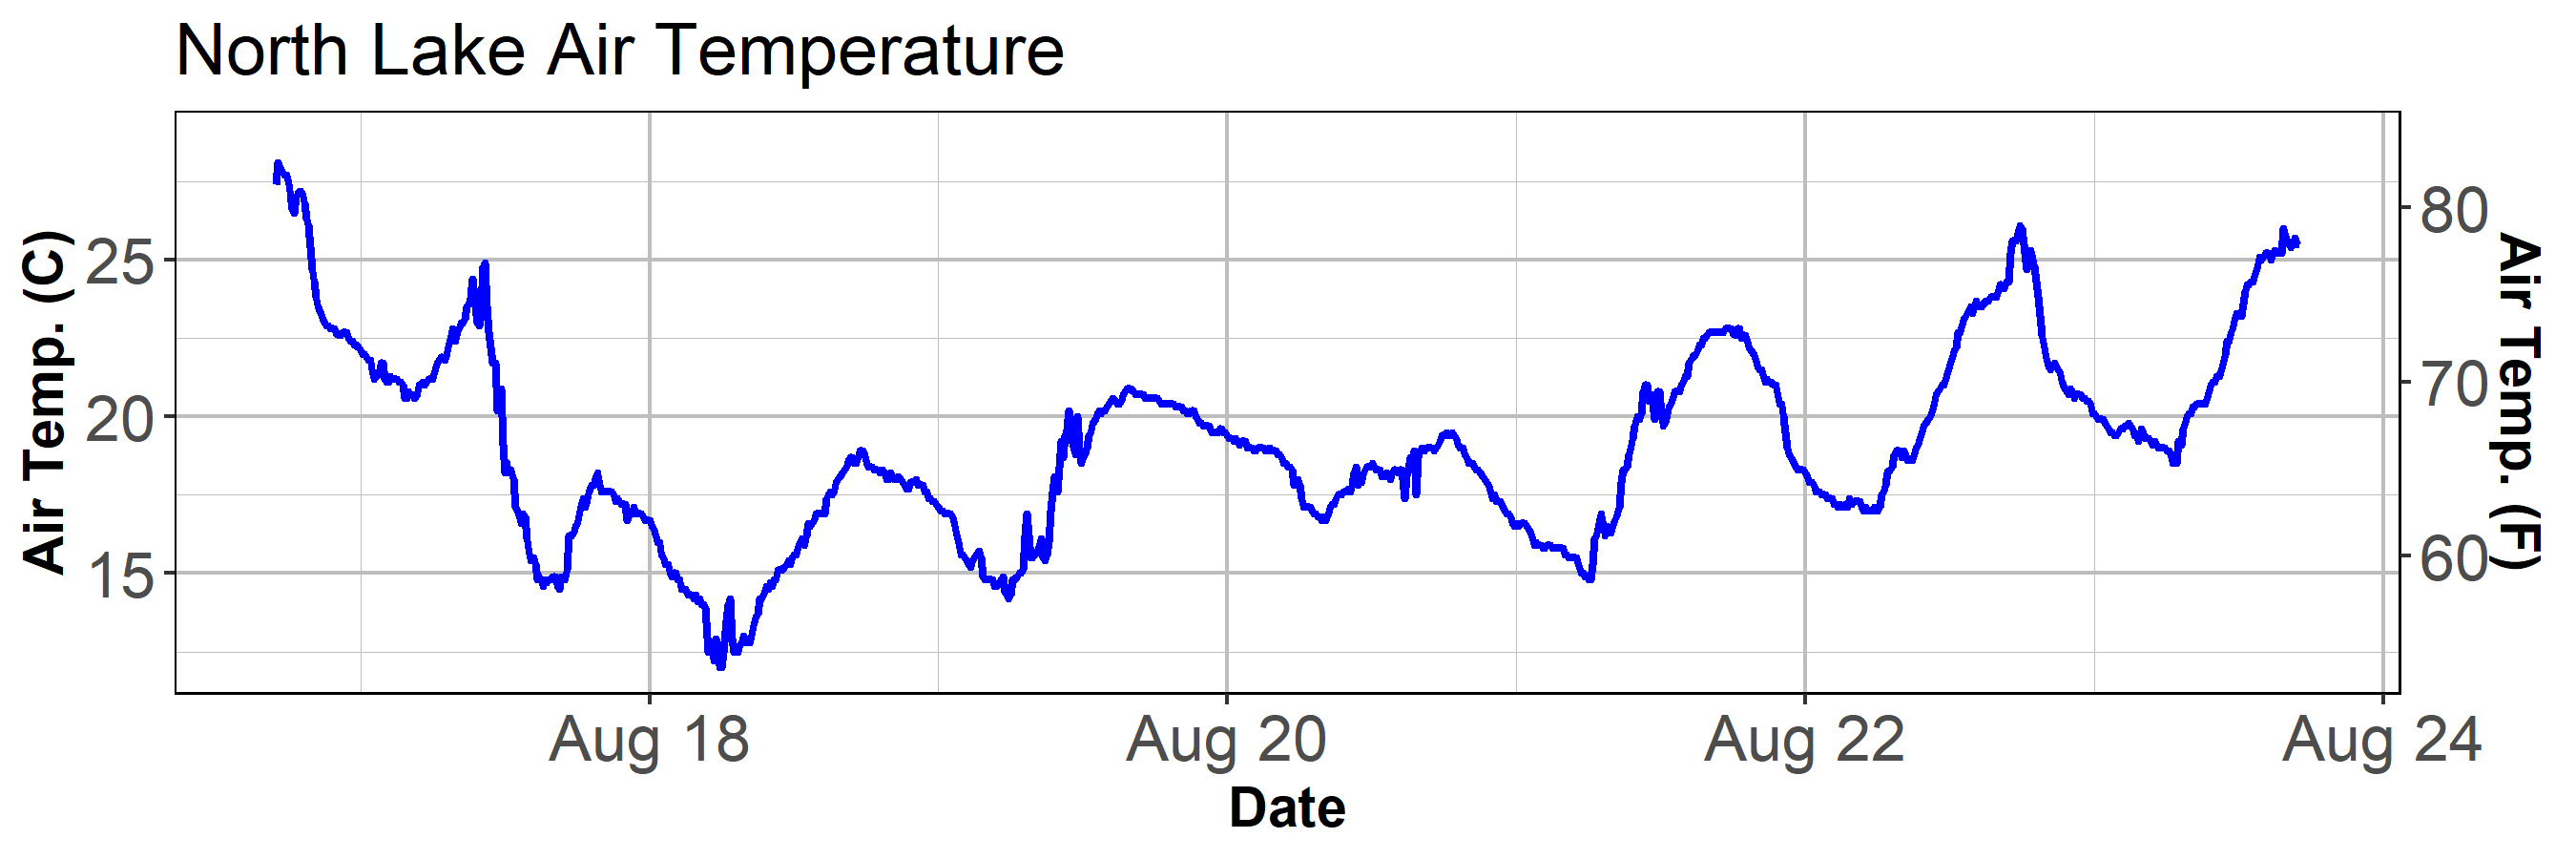 North Lake Air Temperature
Air Temp. (C)
25
20
15
80
70
60
Air Temp. (F)
Aug 18 Aug 20 Aug 22 Aug 24
Date